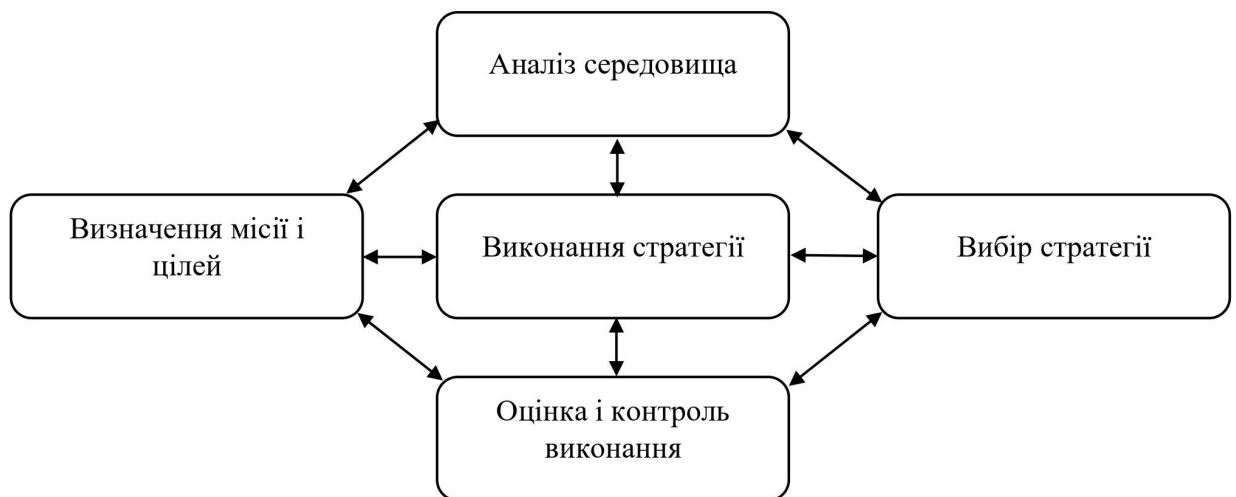 Аналіз середовища
Визначення місії і
цілей
Виконання стратегії
Вибір стратегії
Оцінка і контроль
виконання